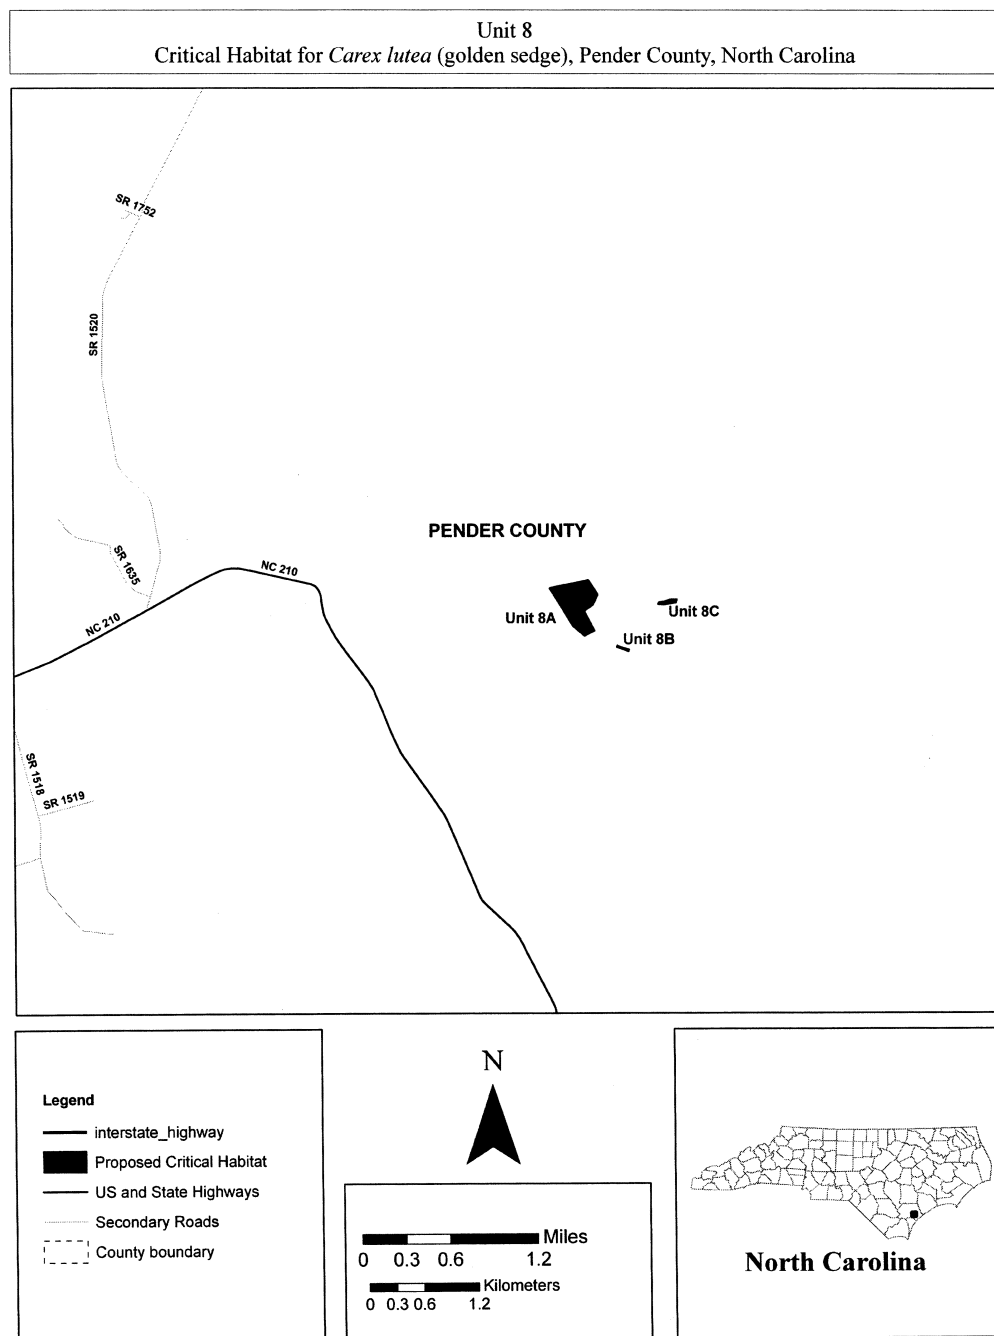 Unit 8
Critical Habitat for Carex lutea (golden sedge), Pender County, North Carolina
SR 1752
SR 1520
PENDER COUNTY
SR 1635
NC 210
NC 210
Unit 8A
Unit 8C
Unit 8B
SR 1518
SR 1519
N
Legend
interstate_highway
Proposed Critical Habitat
US and State Highways
Secondary Roads
County boundary
Miles
0 0.3 0.6 1.2
Kilometers
0 0.3 0.6 1.2
North Carolina